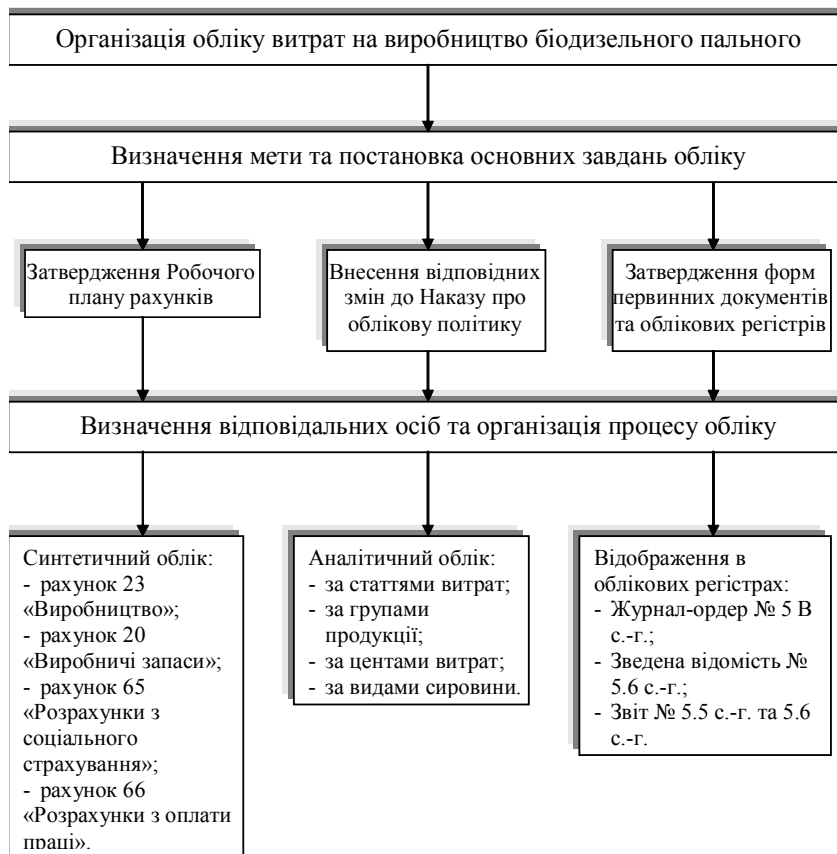 Організація обліку витрат на виробництво біодизельного пального
Визначення мети та постановка основних завдань обліку
Затвердження Робочого
плану рахунків
Внесення відповідних
змін до Наказу про
облікову політику
Затвердження форм
первинних документів
та облікових регістрів
Визначення відповідальних осіб та організація процесу обліку
Синтетичний облік:
- рахунок 23
«Виробництво»;
- рахунок 20
«Виробничі запаси»;
- рахунок 65
«Розрахунки з
соціального
страхування»;
- рахунок 66
«Розрахунки з оплати
праці».
Аналітичний облік:
- за статтями витрат;
- за групами
продукції;
- за центами витрат;
- за видами сировини.
Відображення в
облікових регістрах:
- Журнал-ордер № 5 В
с.-г.;
- Зведена відомість №
5.6 с.-г.;
- Звіт № 5.5 с.-г. та 5.6
с.-г.